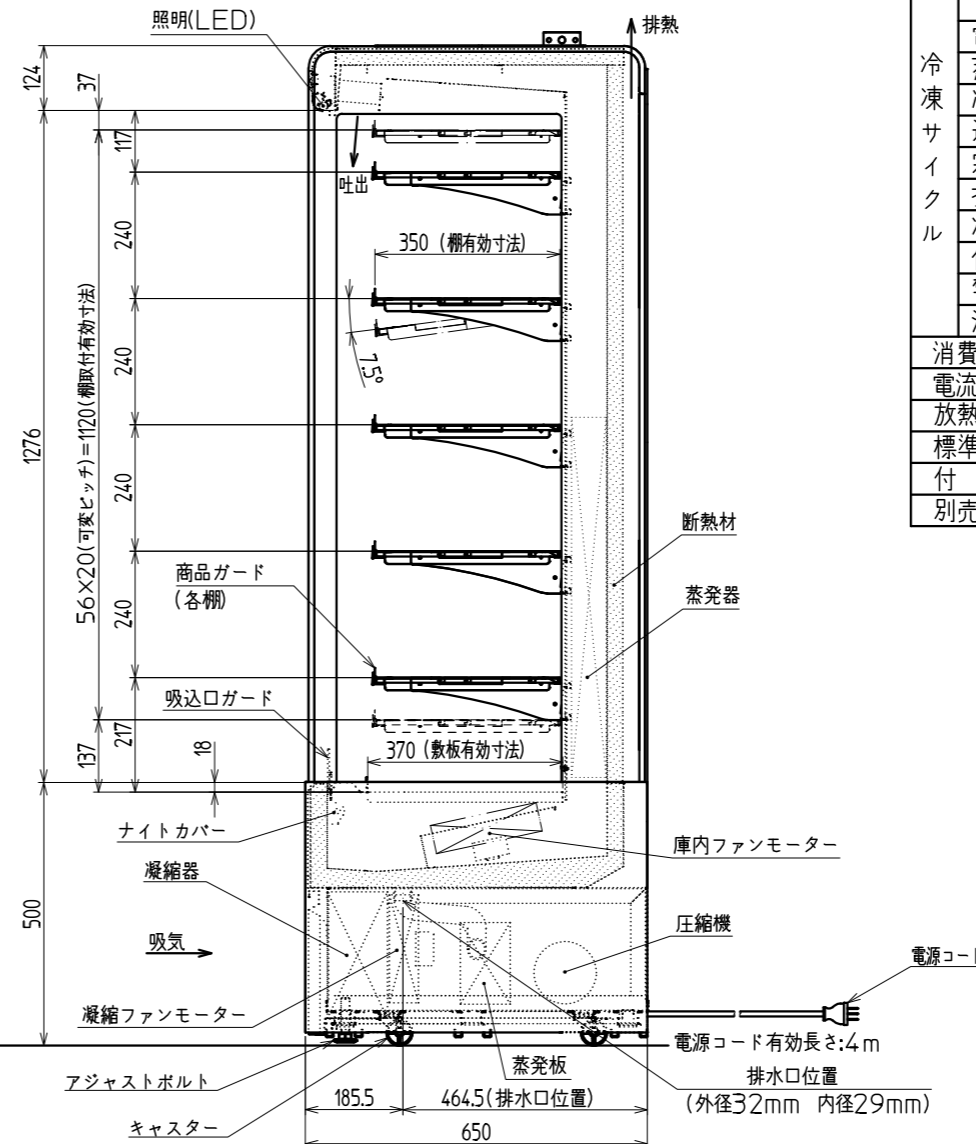 照明(LED)
排熱
124
37
117
吐出
240
350 (棚有効寸法)
240
7.5°
1276
56×20(可変ピッチ)=1120(棚取付有効寸法)
240
断熱材
商品ガード
(各棚)
240
蒸発器
吸込口ガード
217
137
18
370 (敷板有効寸法)
ナイトカバー
庫内ファンモーター
凝縮器
500
吸気
圧縮機
電源コード
凝縮ファンモーター
電源コード有効長さ:4m
アジャストボルト
蒸発板
排水口位置
(外径32mm 内径29mm)
185.5
464.5(排水口位置)
キャスター
650
冷凍サイクル
消費
電流
放熱
標準
付
別売